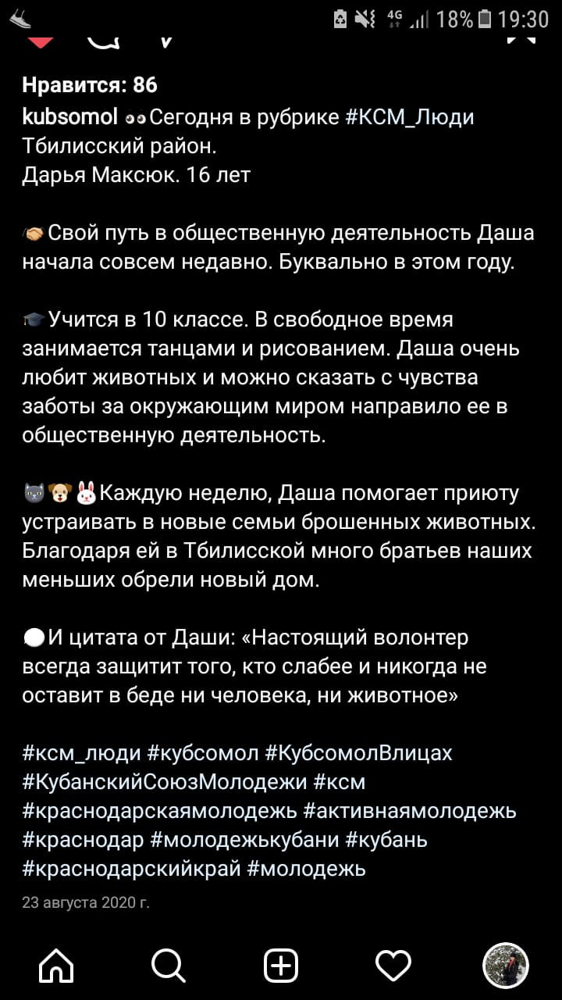 4G 18% 19:30
Нравится: 86
kubsomol 👀Сегодня в рубрике #КСМ_Люди
Тбилисский район.
Дарья Максюк. 16 лет
🤝Свой путь в общественную деятельность Даша
начала совсем недавно. Буквально в этом году.
🎓Учится в 10 классе. В свободное время
занимается танцами и рисованием. Даша очень
любит животных и можно сказать с чувства
заботы за окружающим миром направило ее в
общественную деятельность.
🐱🐶🐰Каждую неделю, Даша помогает приюту
устраивать в новые семьи брошенных животных.
Благодаря ей в Тбилисской много братьев наших
меньших обрели новый дом.
💬И цитата от Даши: «Настоящий волонтер
всегда защитит того, кто слабее и никогда не
оставит в беде ни человека, ни животное»
#ксм_люди #кубсомол #КубсомолВлицах
#КубанскийСоюзМолодежи #ксм
#краснодарскаямолодежь #активнаямолодежь
#краснодар #молодежькубани #кубань
#краснодарскийкрай #молодежь
23 августа 2020 г.